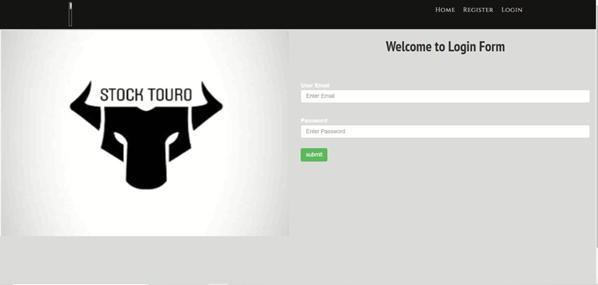 Home Register Login
Welcome to Login Form
STOCK TOURO
User Email
Enter Email
Password
Enter Password
submit